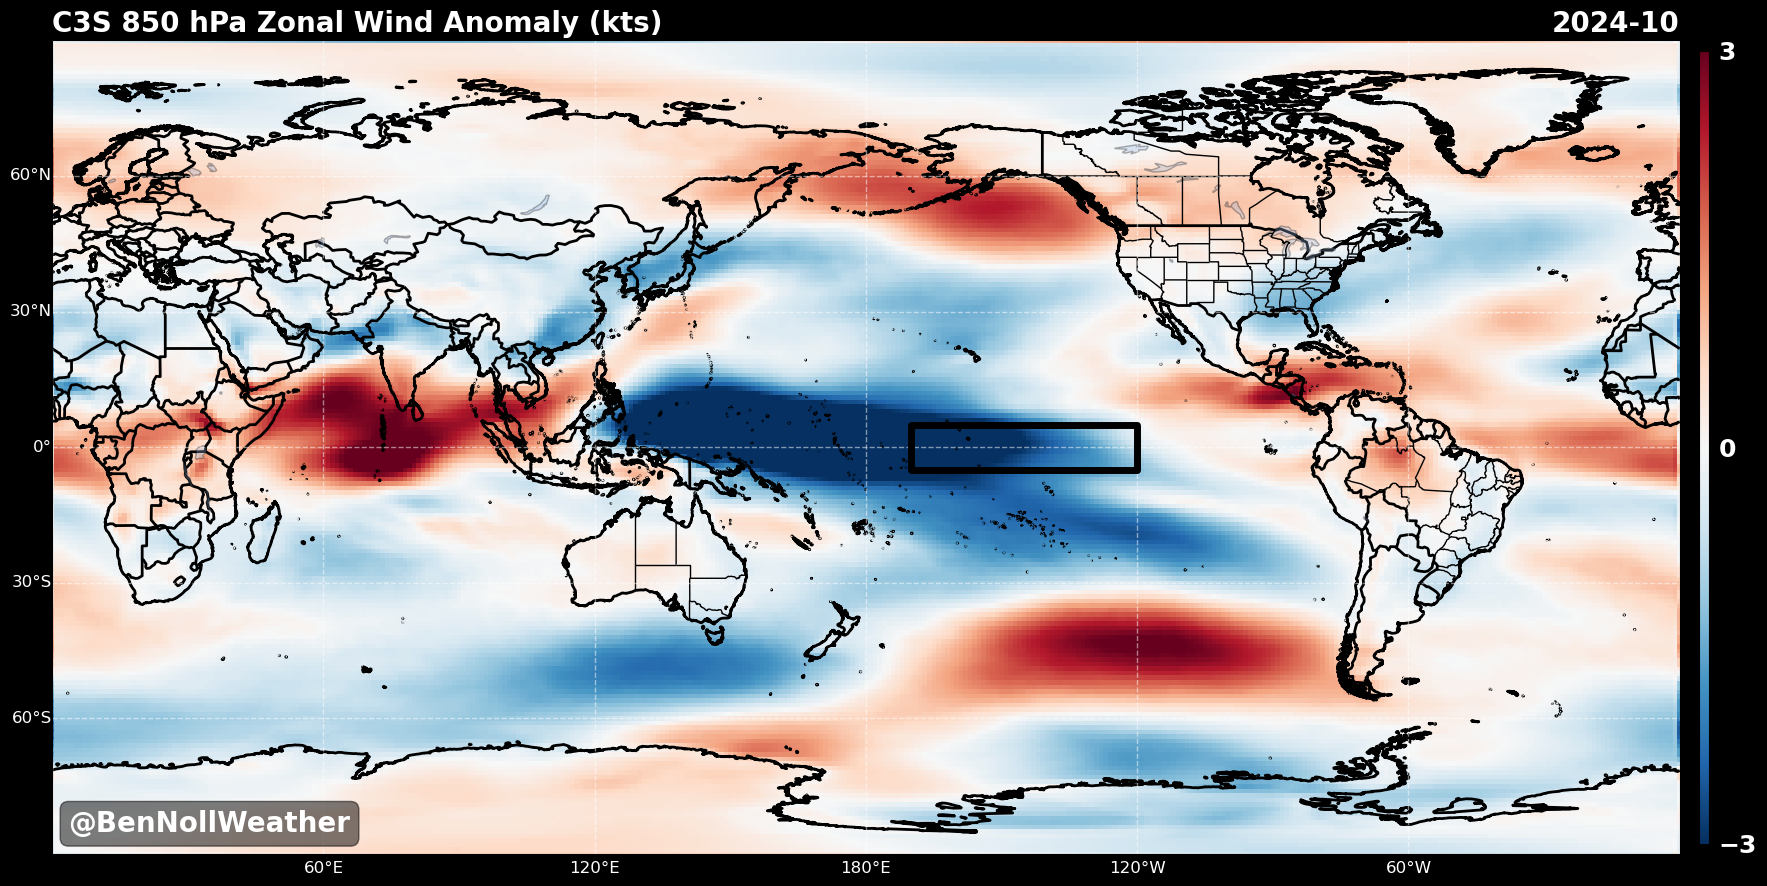 C3S 850 hPa Zonal Wind Anomaly (kts)
2024-10
3
60°N
30°N
0°
0
30°S
60°S
@BenNollWeather
−3
60°E
120°E
180°E
120°W
60°W